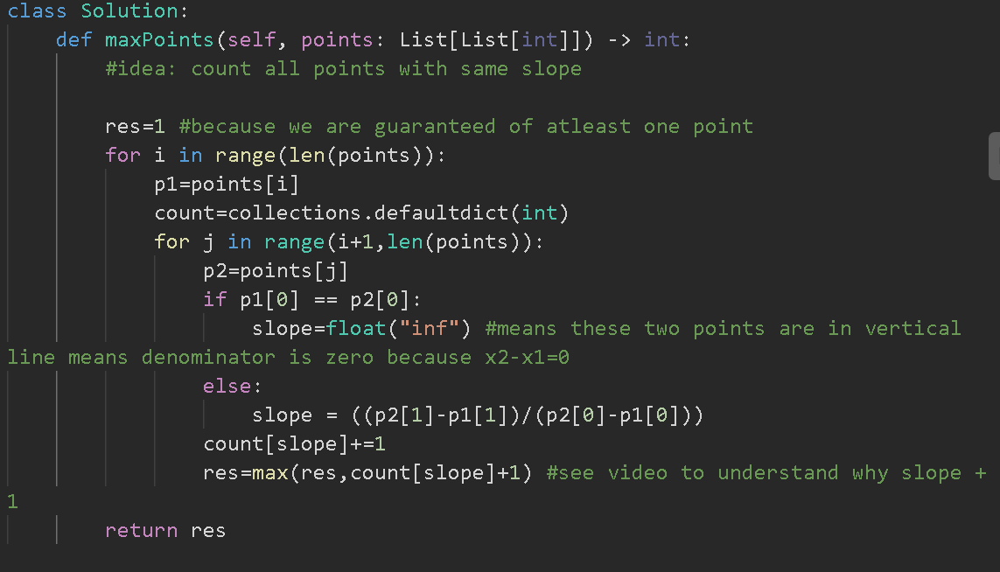 class Solution:
    def maxPoints(self, points: List[List[int]]) -> int:
        #idea: count all points with same slope
        res=1 #because we are guaranteed of atleast one point
        for i in range(len(points)):
            p1=points[i]
            count=collections.defaultdict(int)
            for j in range(i+1,len(points)):
                p2=points[j]
                if p1[0] == p2[0]:
                    slope=float("inf") #means these two points are in vertical
line means denominator is zero because x2-x1=0
                else:
                    slope = ((p2[1]-p1[1])/(p2[0]-p1[0]))
                count[slope]+=1
                res=max(res,count[slope]+1) #see video to understand why slope +
1
        return res